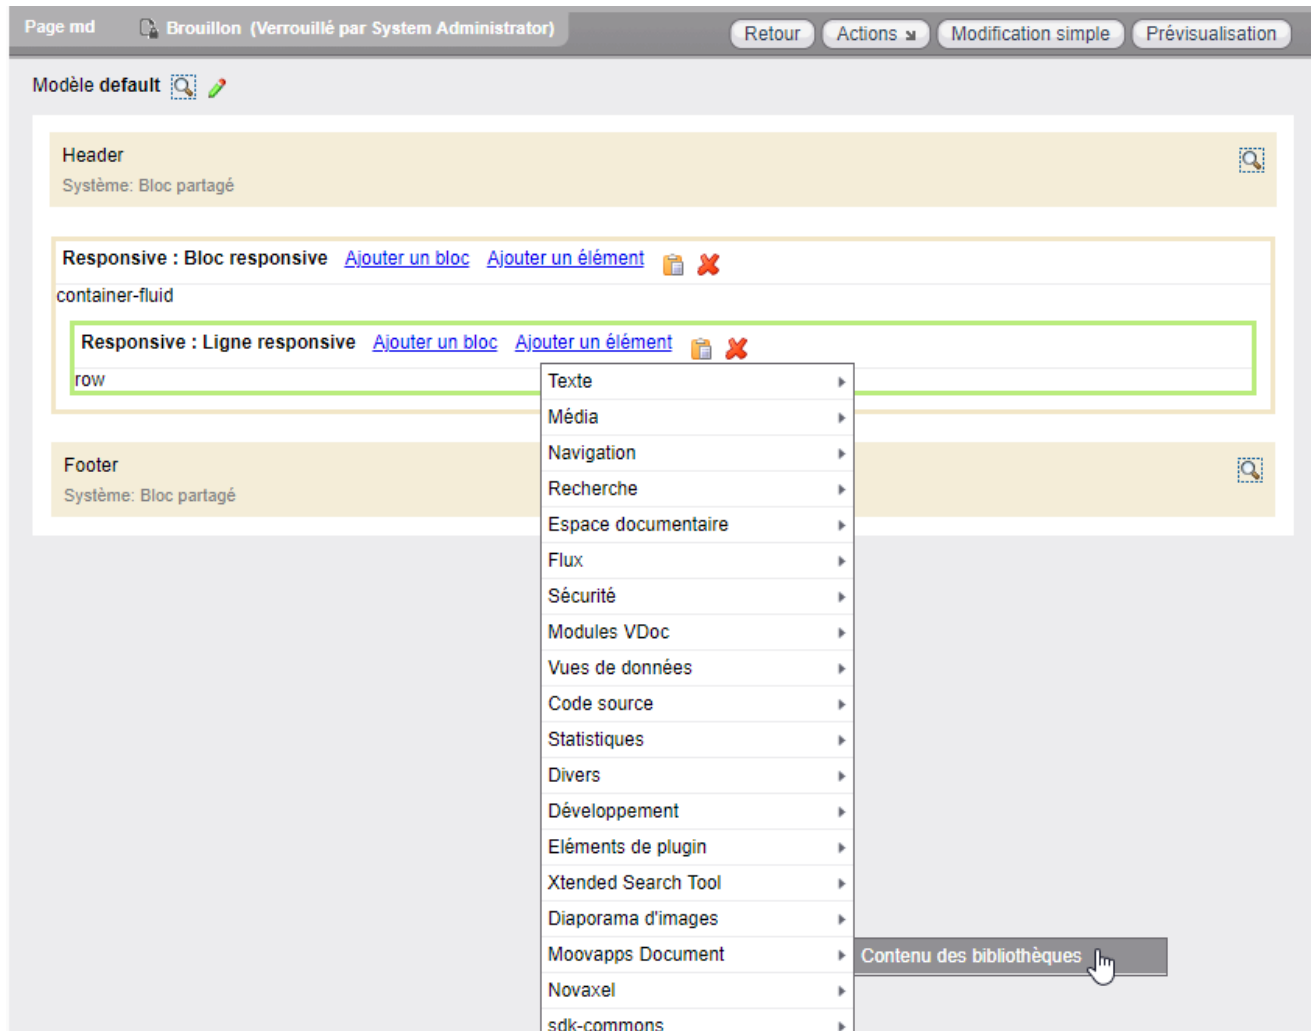 Page md Brouillon (Verrouillé par System Administrator) Retour Actions Modification simple Prévisualisation
Modèle default
Header
Système: Bloc partagé
Responsive : Bloc responsive Ajouter un bloc Ajouter un élément
container-fluid
Responsive : Ligne responsive Ajouter un bloc Ajouter un élément
row
Texte
Média
Navigation
Footer
Recherche
Système: Bloc partagé
Espace documentaire
Flux
Sécurité
Modules VDoc
Vues de données
Code source
Statistiques
Divers
Développement
Eléments de plugin
Xtended Search Tool
Diaporama d'images
Moovapps Document Contenu des bibliothèques
Novaxel
sdk-commons